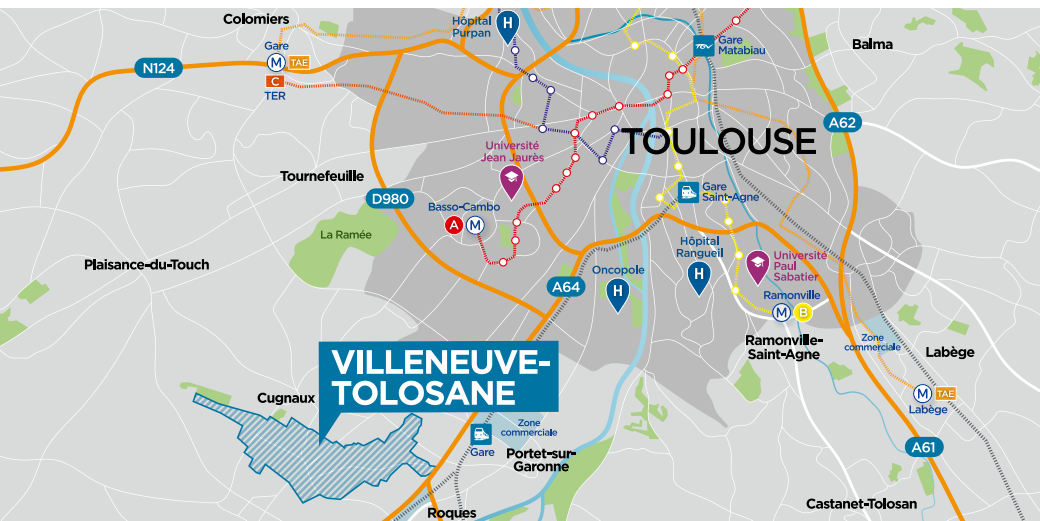 Colomiers
Hôpital
Purpan
H
Gare
Matabiau
TGV
Balma
Gare
M TAE
N124
C
TER
A62
TOULOUSE
Université
Jean Jaurès
Tournefeuille
D980
Basso-Cambo
A M
Gare
Saint-Agne
La Ramée
Plaisance-du-Touch
Hôpital
Rangueil
H
Oncopole
H
Université
Paul
Sabatier
A64
Ramonville
M B
Ramonville-
Saint-Agne
Zone
commerciale
Labège
VILLENEUVE-
TOLOSANE
Cugnaux
M TAE
Labège
Zone
commerciale
Gare
Portet-sur-
Garonne
A61
Roques
Castanet-Tolosan